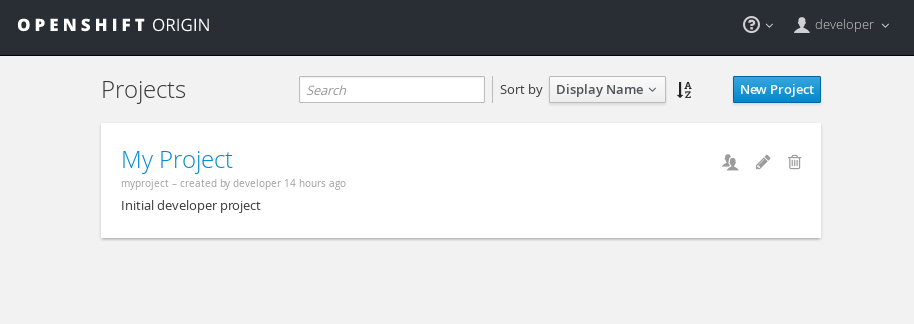 OPENSHIFT ORIGIN
developer
Projects
Search
Sort by
Display Name
A
Z
New Project
My Project
myproject – created by developer 14 hours ago
Initial developer project